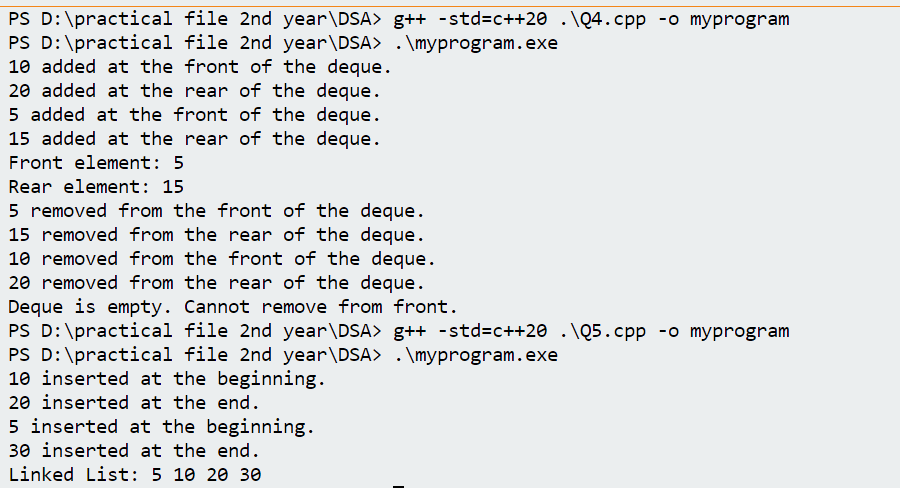 PS D:\practical file 2nd year\DSA> g++ -std=c++20 .\Q4.cpp -o myprogram
PS D:\practical file 2nd year\DSA> .\myprogram.exe
10 added at the front of the deque.
20 added at the rear of the deque.
5 added at the front of the deque.
15 added at the rear of the deque.
Front element: 5
Rear element: 15
5 removed from the front of the deque.
15 removed from the rear of the deque.
10 removed from the front of the deque.
20 removed from the rear of the deque.
Deque is empty. Cannot remove from front.
PS D:\practical file 2nd year\DSA> g++ -std=c++20 .\Q5.cpp -o myprogram
PS D:\practical file 2nd year\DSA> .\myprogram.exe
10 inserted at the beginning.
20 inserted at the end.
5 inserted at the beginning.
30 inserted at the end.
Linked List: 5 10 20 30